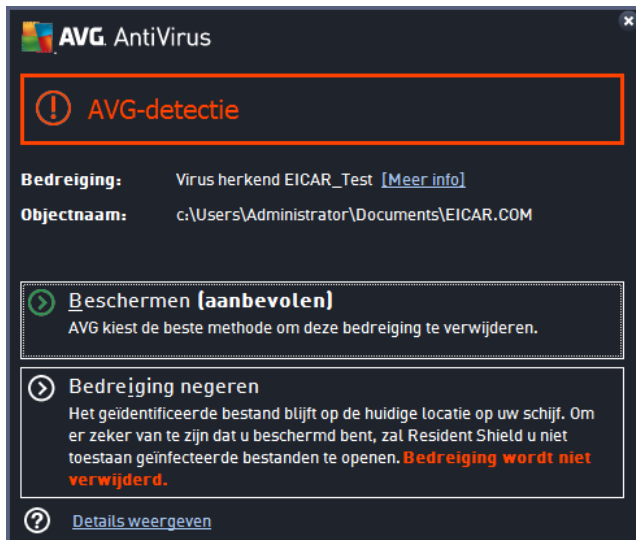 AVG. AntiVirus
AVG-detectie
Bedreiging: Virus herkend EICAR_Test [Meer info]
Objectnaam: c:\Users\Administrator\Documents\EICAR.COM
Beschermen (aanbevolen)
AVG kiest de beste methode om deze bedreiging te verwijderen.
Bedreiging negeren
Het geïdentificeerde bestand blijft op de huidige locatie op uw schijf. Om
er zeker van te zijn dat u beschermd bent, zal Resident Shield u niet
toestaan geïnfecteerde bestanden te openen. Bedreiging wordt niet
verwijderd.
Details weergeven